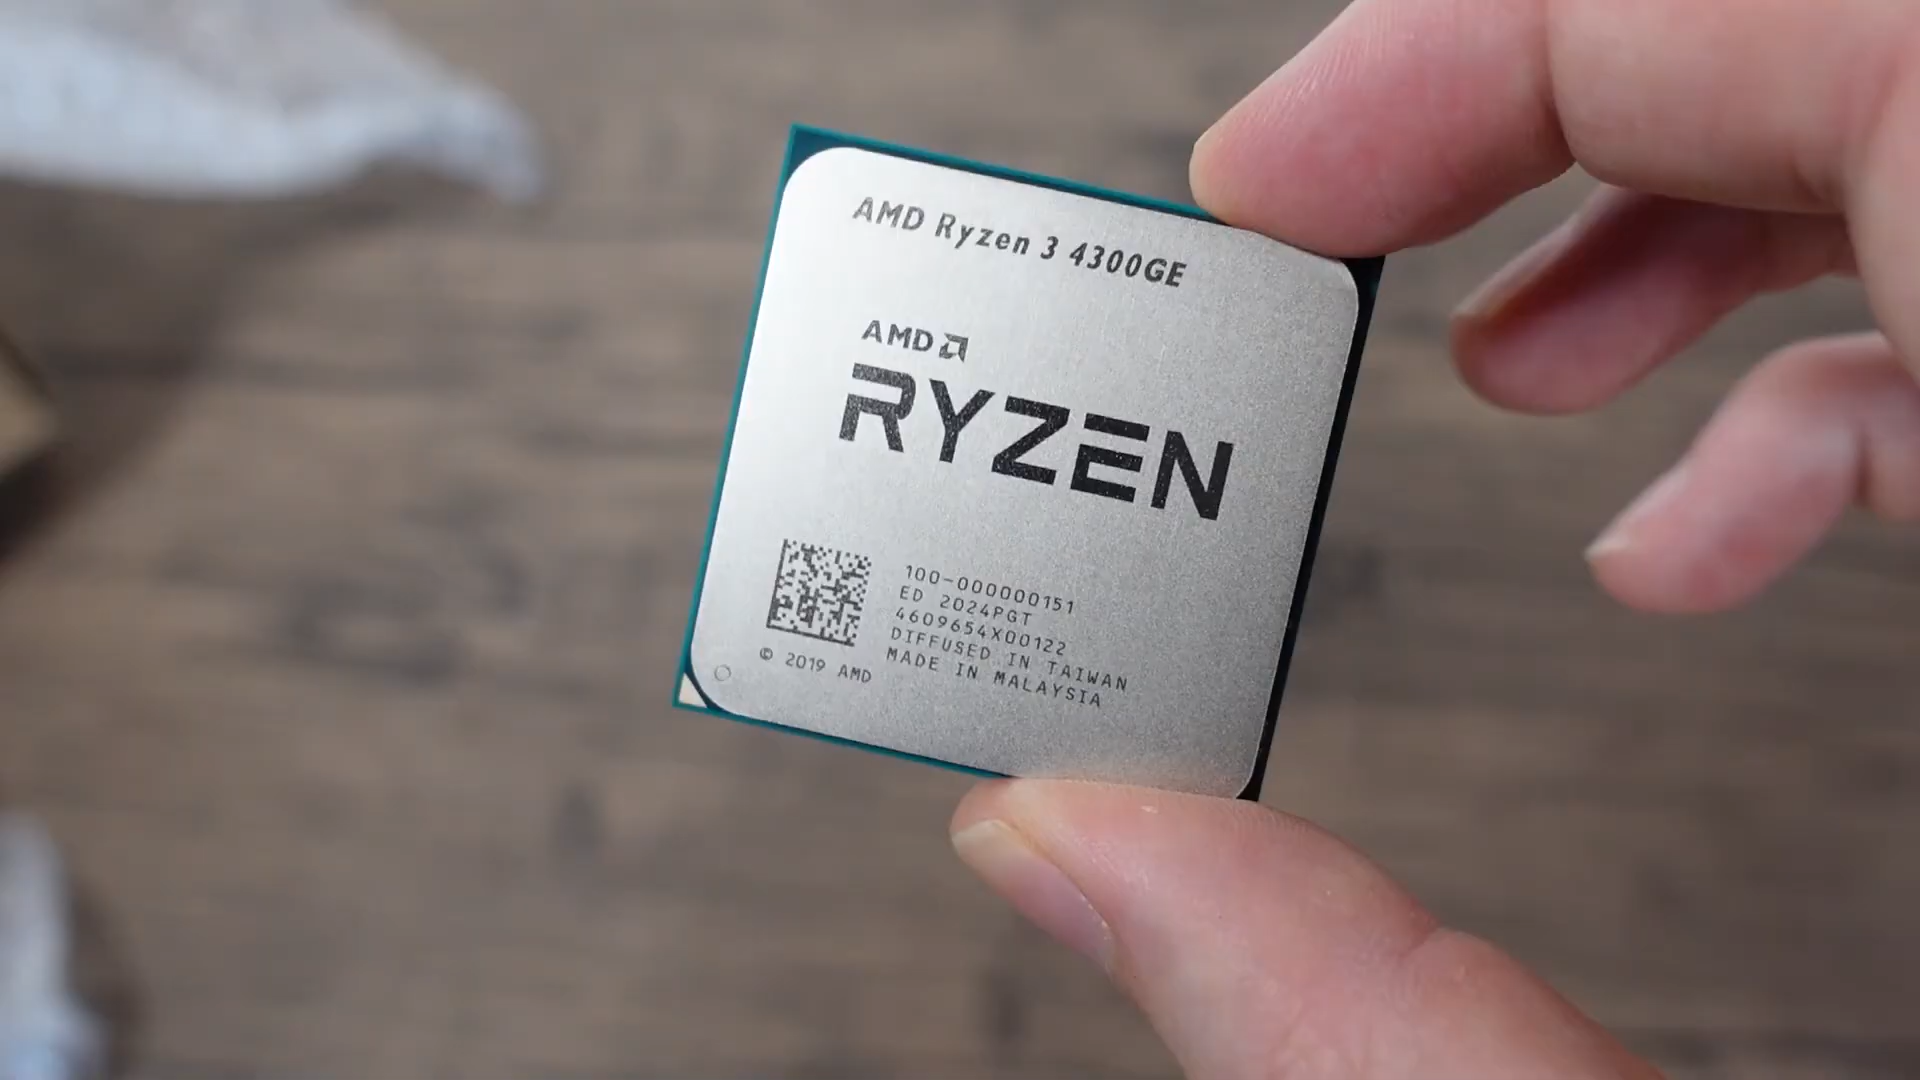 AMD Ryzen 3 4300GE
AMD
RYZEN
100-000000151
ED 2024PGT
4609654X00122
DIFFUSED IN TAIWAN
MADE IN MALAYSIA
© 2019 AMD